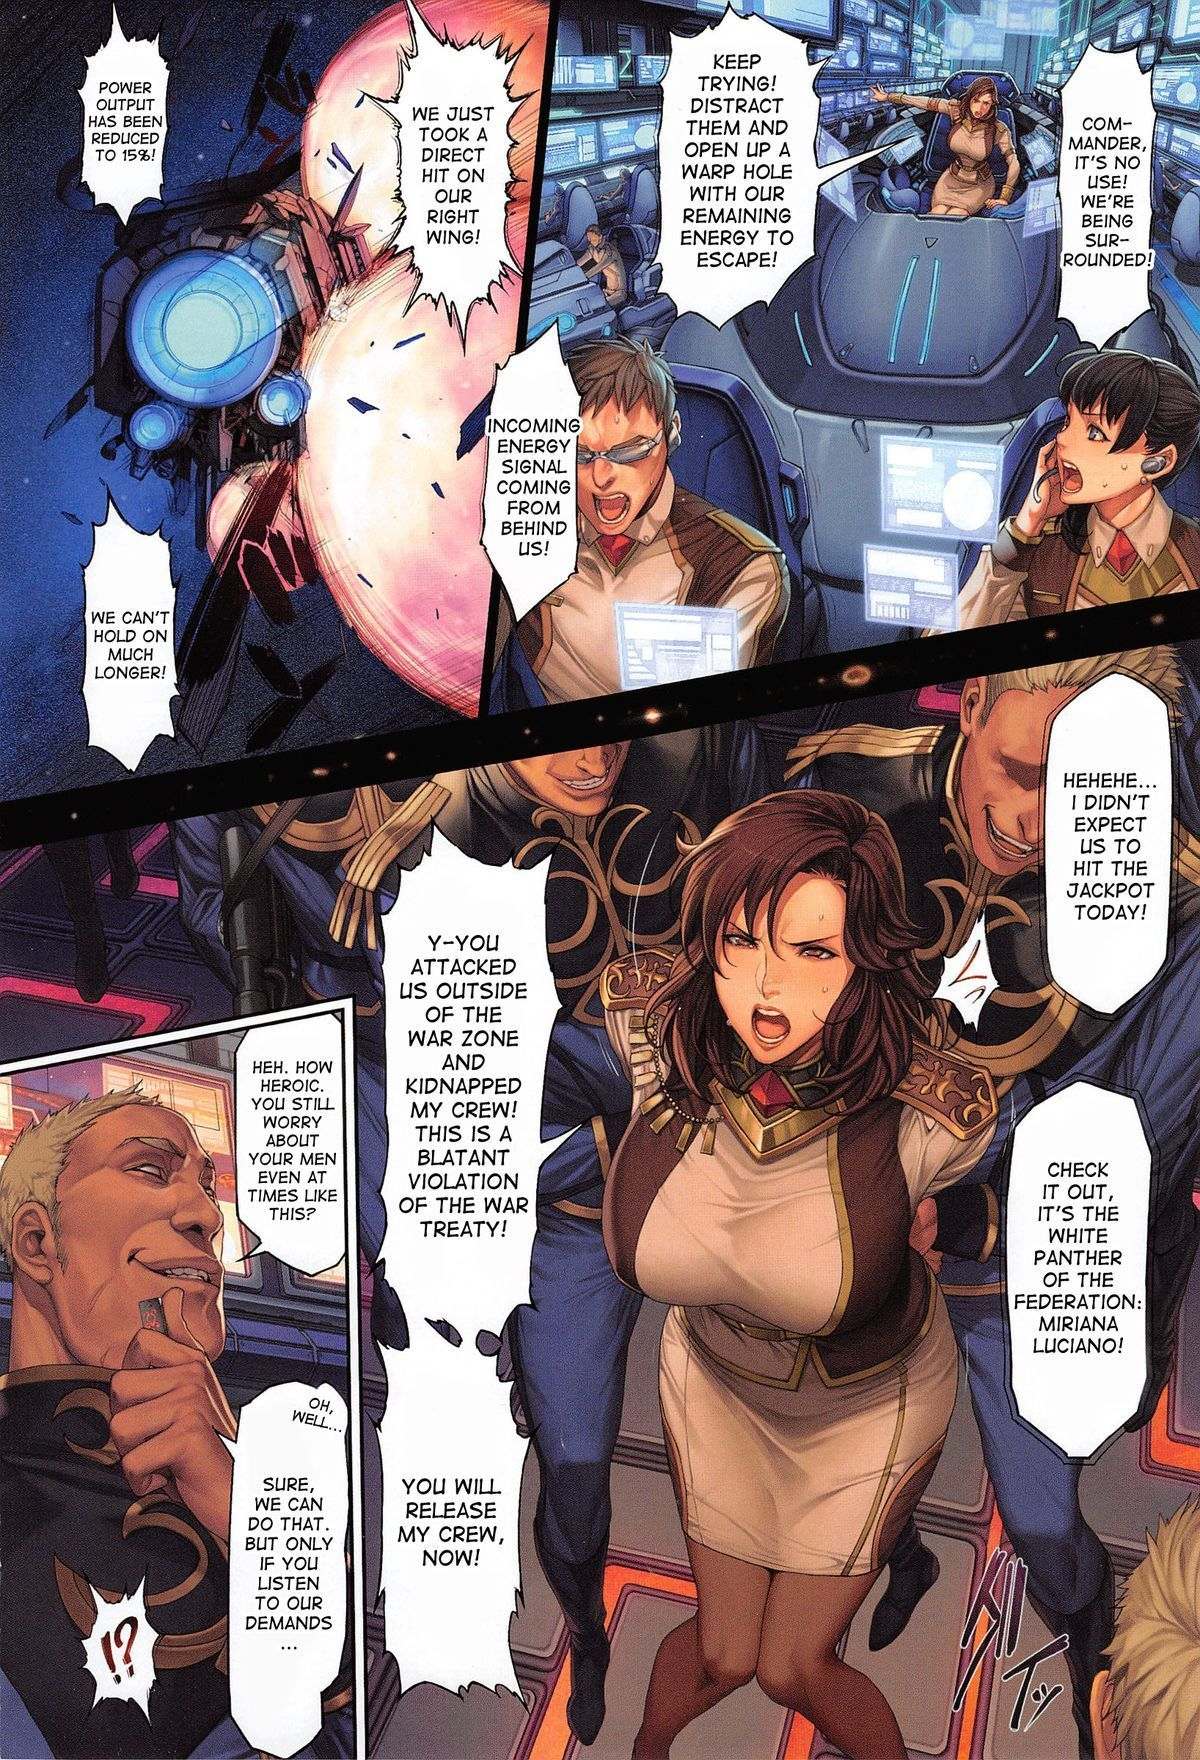 COM-
MANDER,
IT'S NO
USE!
WE'RE
BEING
SUR-
ROUNDED!
KEEP
TRYING!
DISTRACT
THEM AND
OPEN UP A
WARP HOLE
WITH OUR
REMAINING
ENERGY TO
ESCAPE!
INCOMING
ENERGY
SIGNAL
COMING
FROM
BEHIND
US!
WE JUST
TOOK A
DIRECT
HIT ON
OUR
RIGHT
WING!
POWER
OUTPUT
HAS BEEN
REDUCED
TO 15%!
WE CAN'T
HOLD ON
MUCH
LONGER!
HEHEHE...
I DIDN'T
EXPECT
US TO
HIT THE
JACKPOT
TODAY!
CHECK
IT OUT,
IT'S THE
WHITE
PANTHER
OF THE
FEDERATION:
MIRIANA
LUCIANO!
くっ
Y-YOU
ATTACKED
US OUTSIDE
OF THE
WAR ZONE
AND
KIDNAPPED
MY CREW!
THIS IS A
BLATANT
VIOLATION
OF THE WAR
TREATY!
YOU WILL
RELEASE
MY CREW,
NOW!
HEH. HOW
HEROIC.
YOU STILL
WORRY
ABOUT
YOUR MEN
EVEN AT
TIMES LIKE
THIS?
OH,
WELL...
SURE,
WE CAN
DO THAT.
BUT ONLY
IF YOU
LISTEN
TO OUR
DEMANDS
...
!?